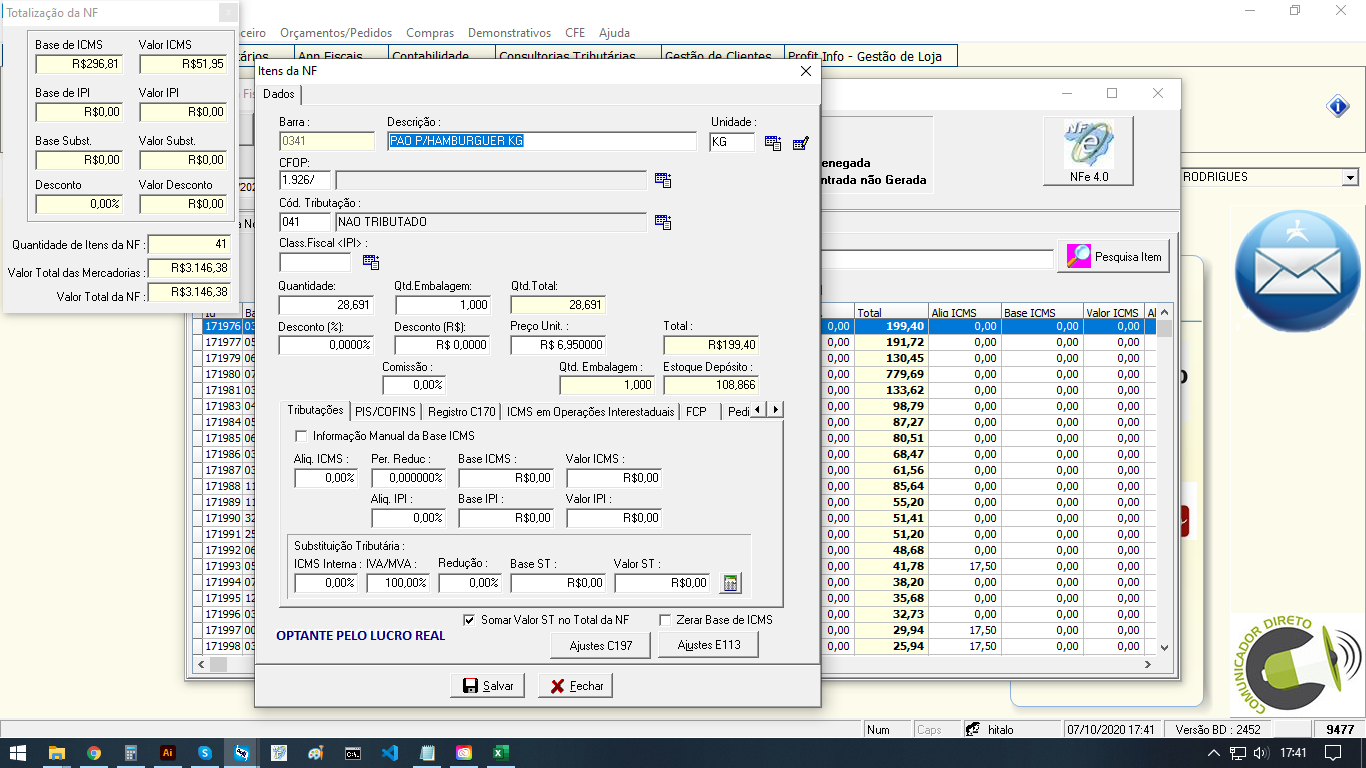 Totalização da NF
Base de ICMS Valor ICMS
R$296,81 R$51,95
Base de IPI Valor IPI
R$0,00 R$0,00
Base Subst. Valor Subst.
R$0,00 R$0,00
Desconto Valor Desconto
0,00% R$0,00
Quantidade de Itens da NF : 41
Valor Total das Mercadorias : R$3.146,38
Valor Total da NF : R$3.146,38
ceiro Orçamentos/Pedidos Compras Demonstrativos CFE Ajuda
ários App Fiscais Contabilidade Consultorias Tributárias Gestão de Clientes Profit Info - Gestão de Loja
Itens da NF
Dados
Barra : Descrição : Unidade :
0341 PAO P/HAMBURGUER KG KG
CFOP:
1.926/
Cód. Tributação :
041 NAO TRIBUTADO
Class.Fiscal <IPI> :
Quantidade: Qtd.Embalagem: Qtd.Total:
28,691 1,000 28,691
Desconto (%): Desconto (R$): Preço Unit. : Total :
0,0000% R$ 0,0000 R$ 6,950000 R$199,40
Comissão : Qtd. Embalagem : Estoque Depósito :
0,00% 1,000 108,866
Tributações PIS/COFINS Registro C170 ICMS em Operações Interestaduais FCP Pedi
Informação Manual da Base ICMS
Aliq. ICMS : Per. Reduc : Base ICMS : Valor ICMS :
0,00% 0,000000% R$0,00 R$0,00
Aliq. IPI : Base IPI : Valor IPI :
0,00% R$0,00 R$0,00
Substituição Tributária :
ICMS Interna : IVA/MVA : Redução : Base ST : Valor ST :
0,00% 100,00% 0,00% R$0,00 R$0,00
Somar Valor ST no Total da NF Zerar Base de ICMS
OPTANTE PELO LUCRO REAL
Ajustes C197 Ajustes E113
Salvar Fechar
enegada
ntrada não Gerada
NFe 4.0
RODRIGUES
Pesquisa Item
Id Ba Total Aliq ICMS Base ICMS Valor ICMS Al
171976 03 0,00 199,40 0,00 0,00 0,00
171977 05 0,00 191,72 0,00 0,00 0,00
171979 06 0,00 130,45 0,00 0,00 0,00
171980 07 0,00 779,69 0,00 0,00 0,00
171981 03 0,00 133,62 0,00 0,00 0,00
171983 04 0,00 98,79 0,00 0,00 0,00
171984 05 0,00 87,27 0,00 0,00 0,00
171985 06 0,00 80,51 0,00 0,00 0,00
171986 03 0,00 68,47 0,00 0,00 0,00
171987 03 0,00 61,56 0,00 0,00 0,00
171988 11 0,00 85,64 0,00 0,00 0,00
171989 11 0,00 55,20 0,00 0,00 0,00
171990 32 0,00 51,41 0,00 0,00 0,00
171991 25 0,00 51,20 0,00 0,00 0,00
171992 06 0,00 48,68 0,00 0,00 0,00
171993 05 0,00 41,78 17,50 0,00 0,00
171994 07 0,00 38,20 0,00 0,00 0,00
171995 12 0,00 35,68 0,00 0,00 0,00
171996 03 0,00 32,73 0,00 0,00 0,00
171997 00 0,00 29,94 17,50 0,00 0,00
171998 05 0,00 25,94 17,50 0,00 0,00
COMUNICADOR DIRETO
Num Caps hitalo 07/10/2020 17:41 Versão BD : 2452 9477
17:41